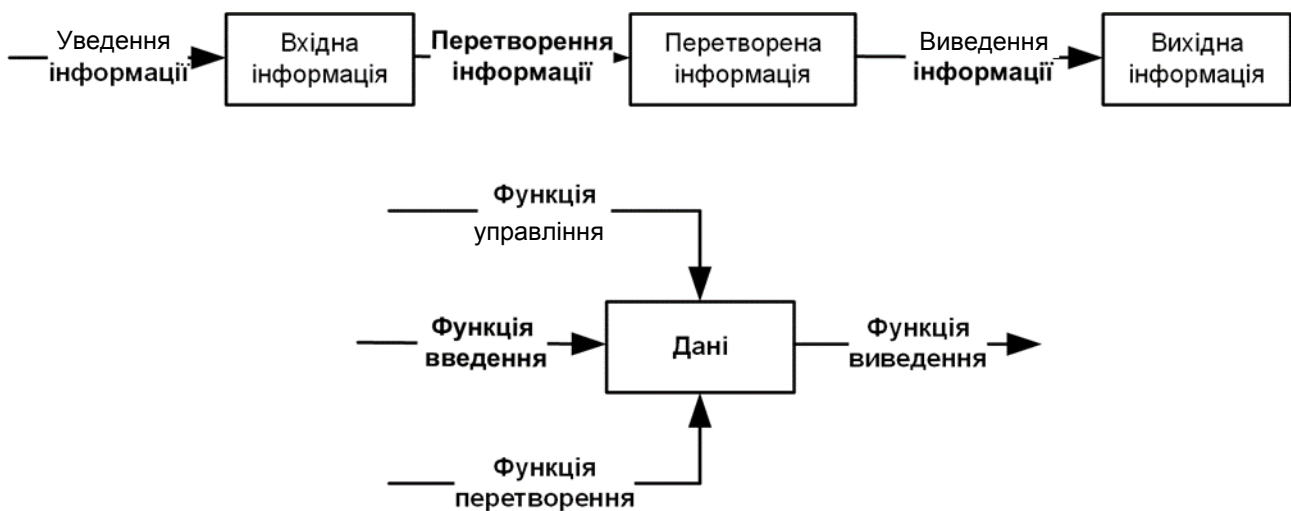 Уведення
інформації
Вхідна
інформація
Перетворення
інформації
Перетворена
інформація
Виведення
інформації
Вихідна
інформація
Функція
управління
Функція
введення
Дані
Функція
виведення
Функція
перетворення